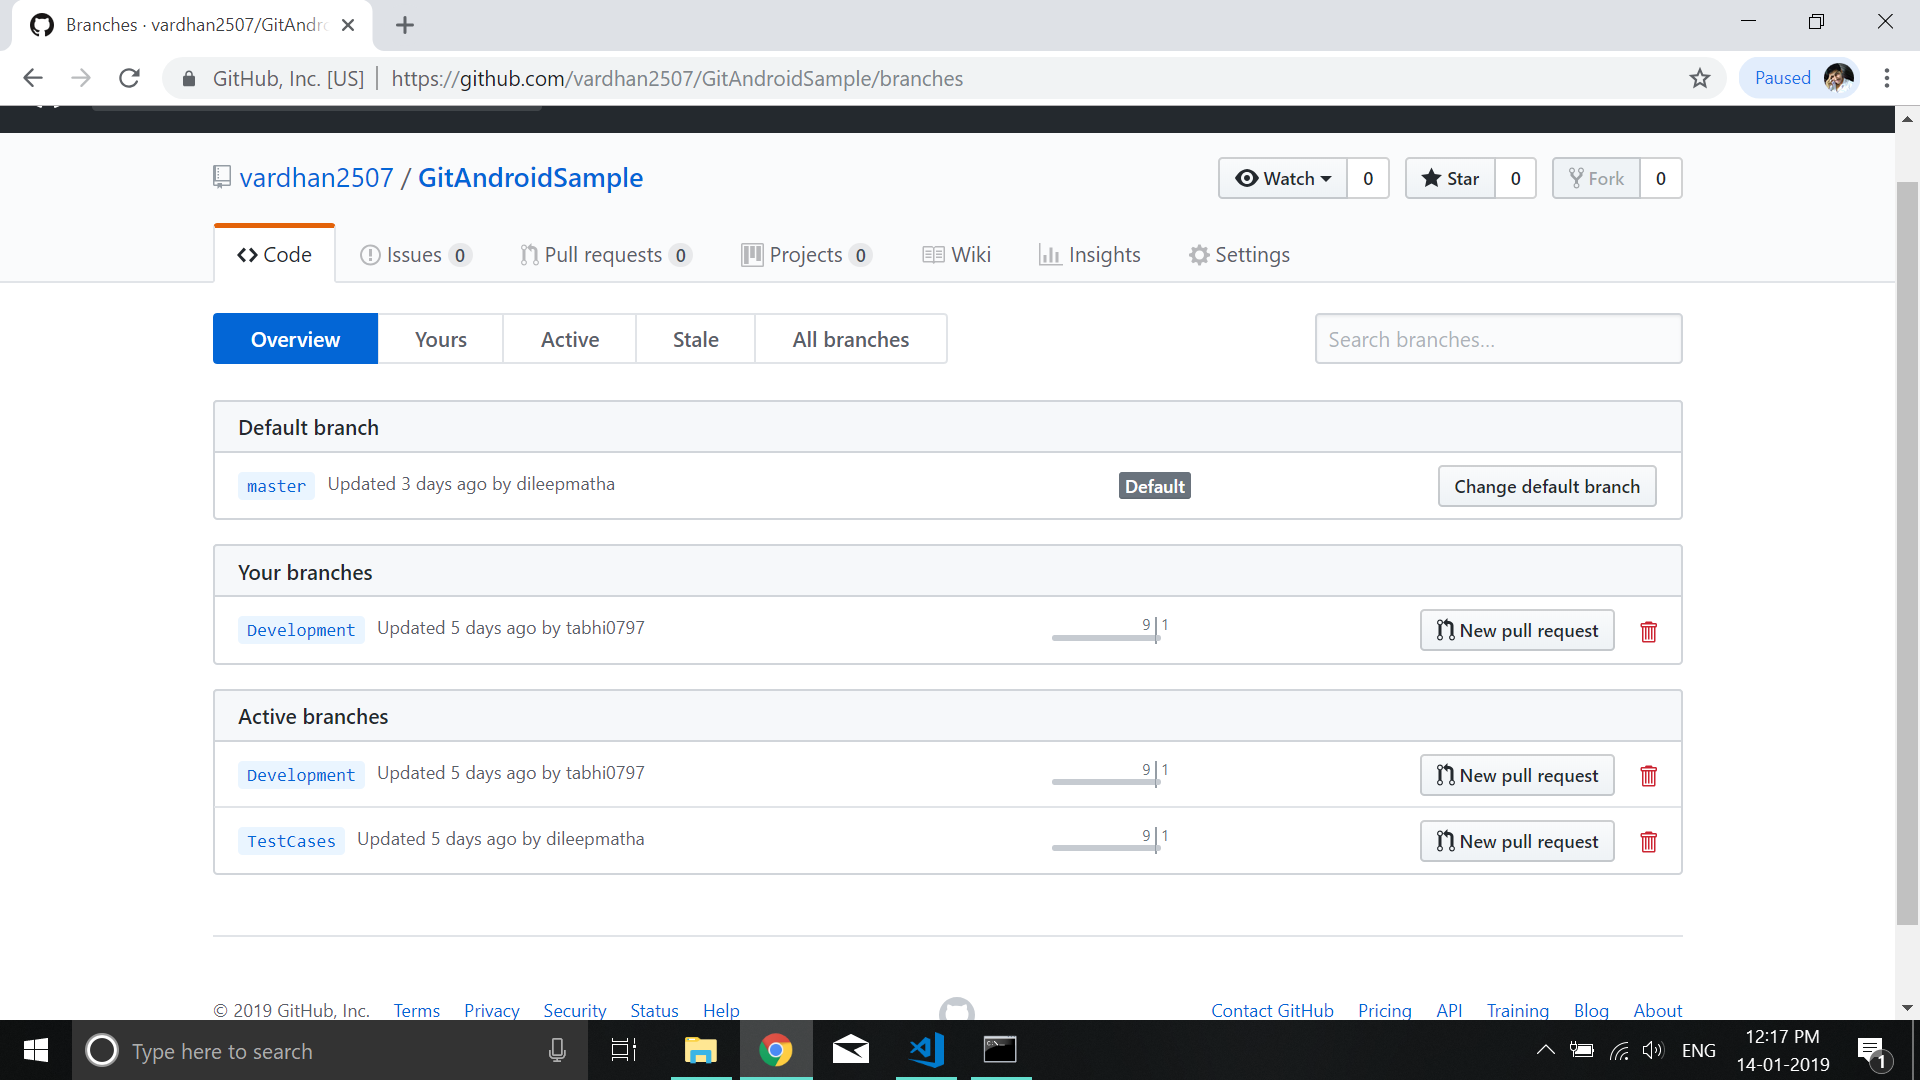 Branches · vardhan2507/GitAndr
GitHub, Inc. [US] https://github.com/vardhan2507/GitAndroidSample/branches Paused
vardhan2507 / GitAndroidSample Watch 0 Star 0 Fork 0
Code Issues 0 Pull requests 0 Projects 0 Wiki Insights Settings
Overview Yours Active Stale All branches Search branches...
Default branch
master Updated 3 days ago by dileepmatha Default Change default branch
Your branches
Development Updated 5 days ago by tabhi0797 9 1 New pull request
Active branches
Development Updated 5 days ago by tabhi0797 9 1 New pull request
TestCases Updated 5 days ago by dileepmatha 9 1 New pull request
© 2019 GitHub, Inc. Terms Privacy Security Status Help Contact GitHub Pricing API Training Blog About
Type here to search ENG 12:17 PM 1
14-01-2019